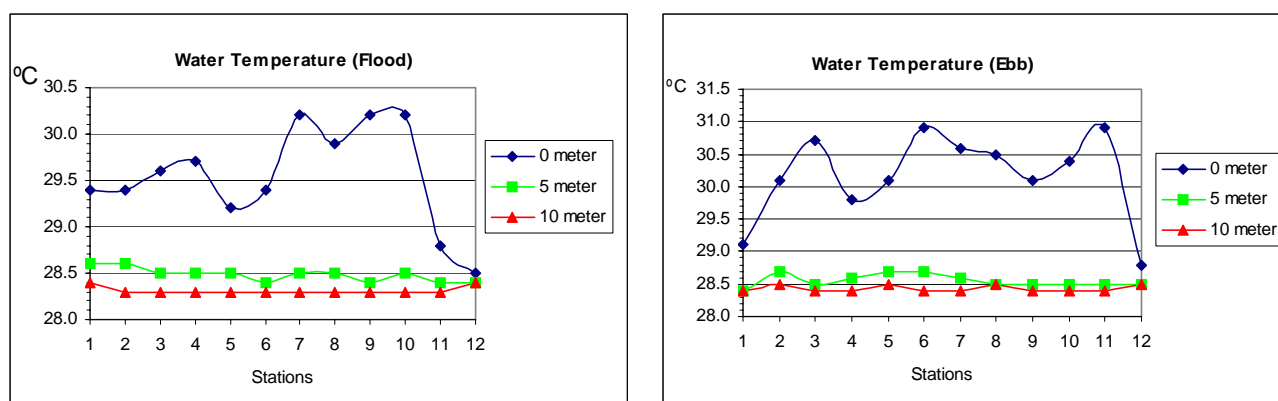 Water Temperature (Flood)
ºC
30.5
30.0
29.5
29.0
28.5
28.0
1 2 3 4 5 6 7 8 9 10 11 12
Stations
0 meter
5 meter
10 meter
Water Temperature (Ebb)
ºC
31.5
31.0
30.5
30.0
29.5
29.0
28.5
28.0
1 2 3 4 5 6 7 8 9 10 11 12
Stations
0 meter
5 meter
10 meter